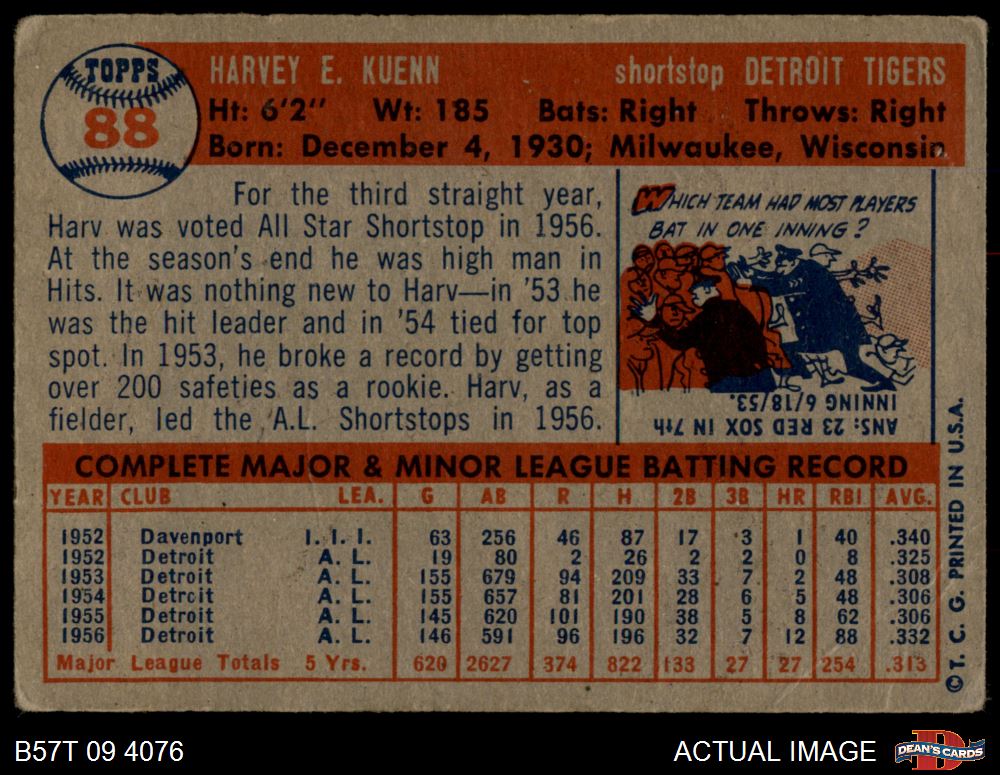 TOPPS
88
HARVEY E. KUENN shortstop DETROIT TIGERS
Ht: 6'2" Wt: 185 Bats: Right Throws: Right
Born: December 4, 1930; Milwaukee, Wisconsin
For the third straight year,
Harv was voted All Star Shortstop in 1956.
At the season's end he was high man in
Hits. It was nothing new to Harv—in '53 he
was the hit leader and in '54 tied for top
spot. In 1953, he broke a record by getting
over 200 safeties as a rookie. Harv, as a
fielder, led the A.L. Shortstops in 1956.
WHICH TEAM HAD MOST PLAYERS
BAT IN ONE INNING?
ANS: 23 RED SOX IN 7th
INNING 6/18/53.
COMPLETE MAJOR & MINOR LEAGUE BATTING RECORD
YEAR CLUB LEA. G AB R H 2B 3B HR RBI AVG.
1952 Davenport I. I. I. 63 256 46 87 17 3 1 40 .340
1952 Detroit A. L. 19 80 2 26 2 2 0 8 .325
1953 Detroit A. L. 155 679 94 209 33 7 2 48 .308
1954 Detroit A. L. 155 657 81 201 28 6 5 48 .306
1955 Detroit A. L. 145 620 101 190 38 5 8 62 .306
1956 Detroit A. L. 146 591 96 196 32 7 12 88 .332
Major League Totals 5 Yrs. 620 2627 374 822 133 27 27 254 .313
© T. C. G. PRINTED IN U.S.A.
B57T 09 4076 ACTUAL IMAGE
DEAN'S CARDS